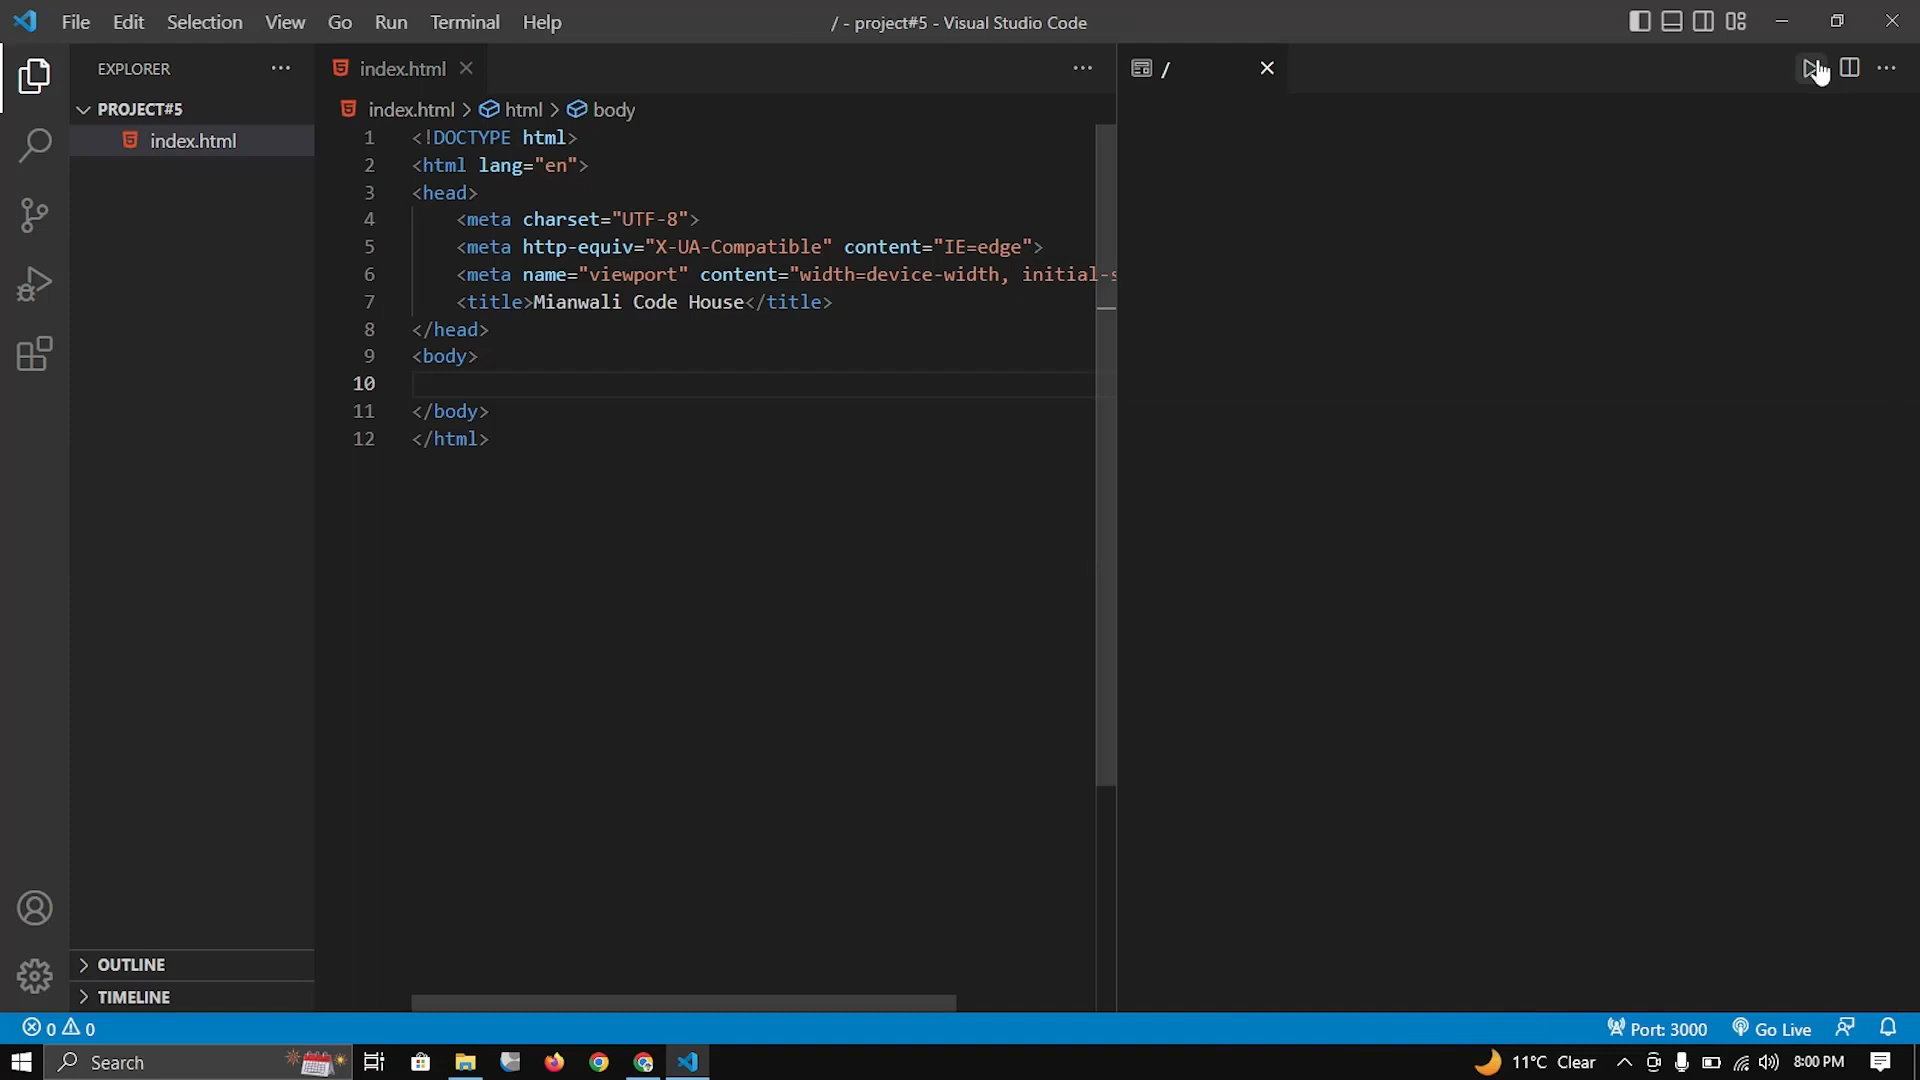 File Edit Selection View Go Run Terminal Help
/ - project#5 - Visual Studio Code
EXPLORER
index.html
/
PROJECT#5
index.html
index.html > html > body
1 <!DOCTYPE html>
2 <html lang="en">
3 <head>
4 <meta charset="UTF-8">
5 <meta http-equiv="X-UA-Compatible" content="IE=edge">
6 <meta name="viewport" content="width=device-width, initial-s
7 <title>Mianwali Code House</title>
8 </head>
9 <body>
10
11 </body>
12 </html>
OUTLINE
TIMELINE
0 0
Port: 3000
Go Live
Search
11°C Clear
8:00 PM